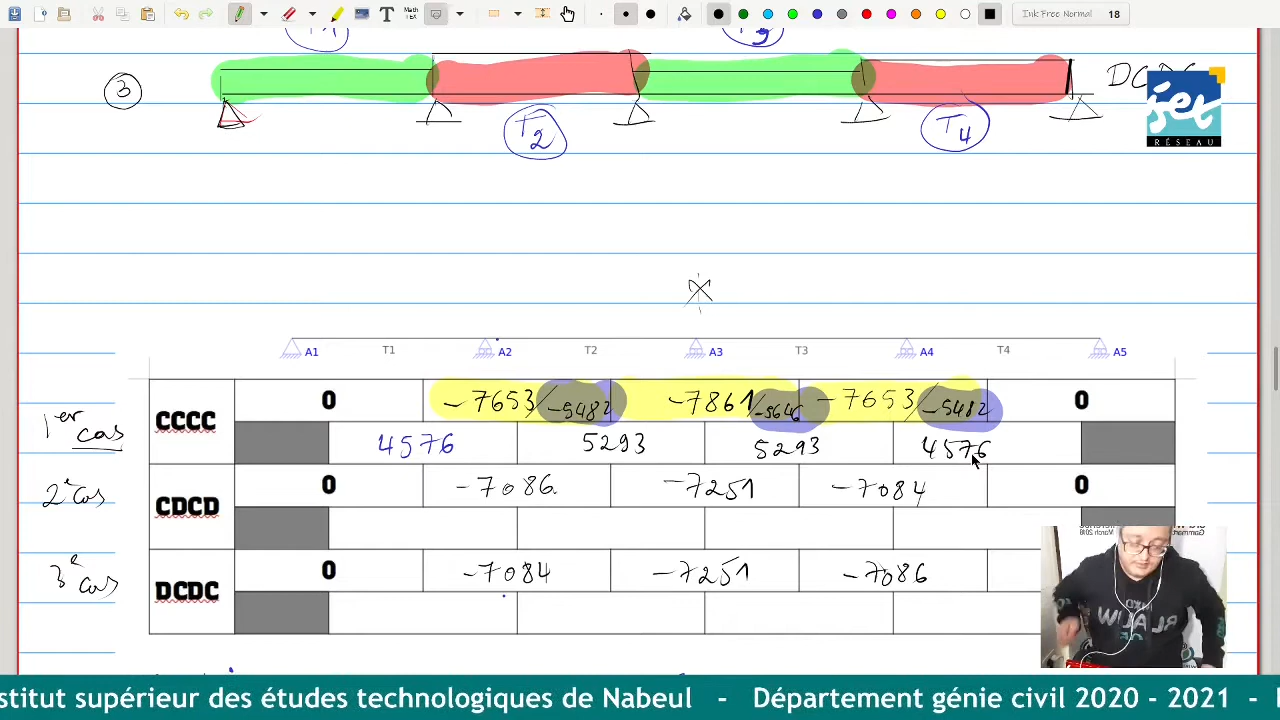 Text
Math
TEX
Ink Free Normal 18
3
DCDC
T2
T4
iset
RÉSEAU
A1 T1 A2 T2 A3 T3 A4 T4 A5
1er cas
CCCC 0 -7653/-5482 -7861/-5646 -7653/-5482 0
4576 5293 5293 4576
2e cas
CDCD 0 -7086 -7251 -7084 0
3e cas
DCDC 0 -7084 -7251 -7086
stitut supérieur des études technologiques de Nabeul - Département génie civil 2020 - 2021 -